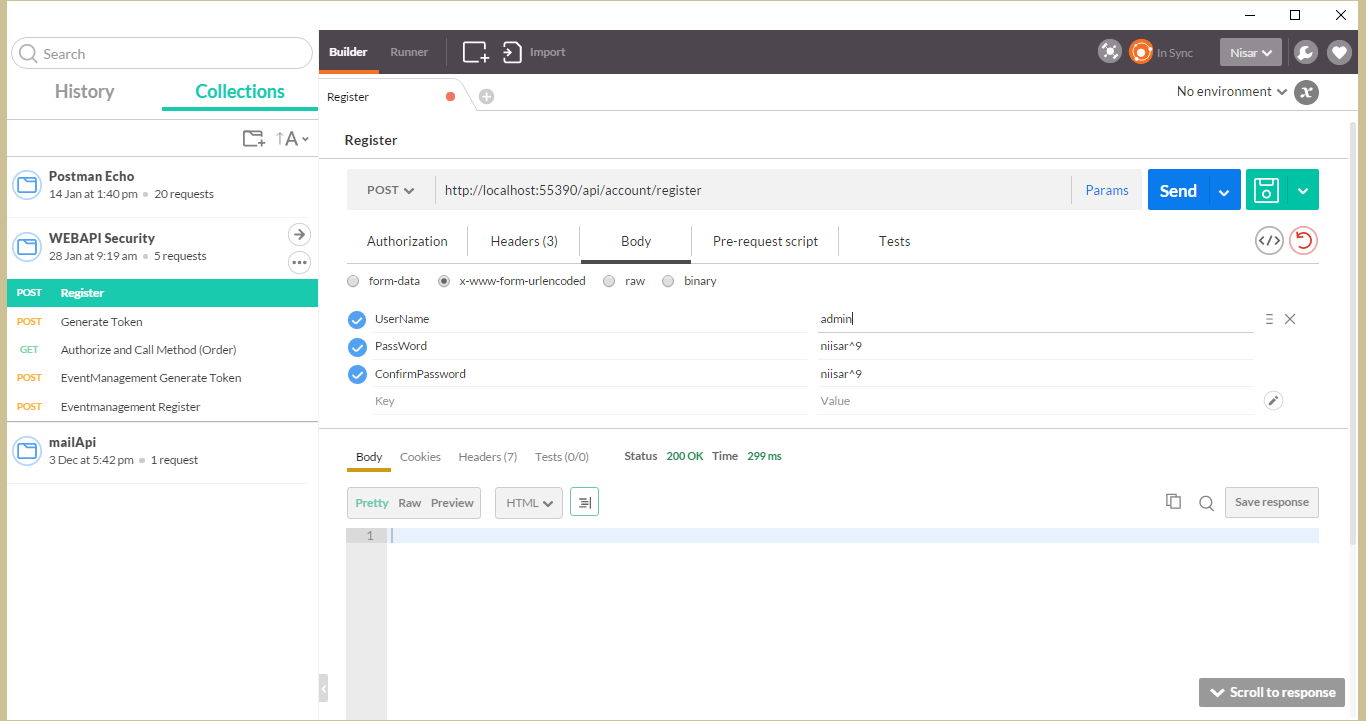 Search
History Collections
↑A
Postman Echo
14 Jan at 1:40 pm 20 requests
WEBAPI Security
28 Jan at 9:19 am 5 requests
POST Register
POST Generate Token
GET Authorize and Call Method (Order)
POST EventManagement Generate Token
POST Eventmanagement Register
mailApi
3 Dec at 5:42 pm 1 request
Builder Runner Import In Sync Nisar
Register No environment x
Register
POST http://localhost:55390/api/account/register Params Send
Authorization Headers (3) Body Pre-request script Tests
form-data x-www-form-urlencoded raw binary
UserName admin
PassWord niisar^9
ConfirmPassword niisar^9
Key Value
Body Cookies Headers (7) Tests (0/0) Status 200 OK Time 299 ms
Pretty Raw Preview HTML Save response
1
Scroll to response